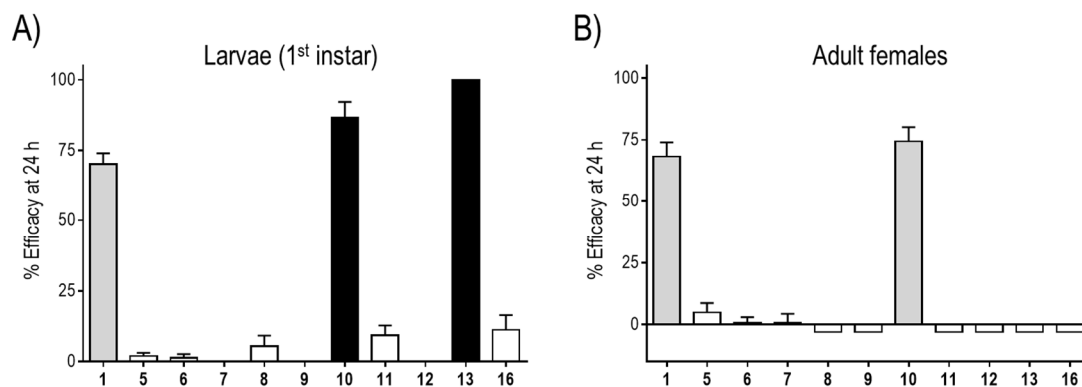 A)
Larvae (1st instar)
% Efficacy at 24 h
100
75
50
25
0
1 5 6 7 8 9 10 11 12 13 16
B)
Adult females
% Efficacy at 24 h
100
75
50
25
0
1 5 6 7 8 9 10 11 12 13 16